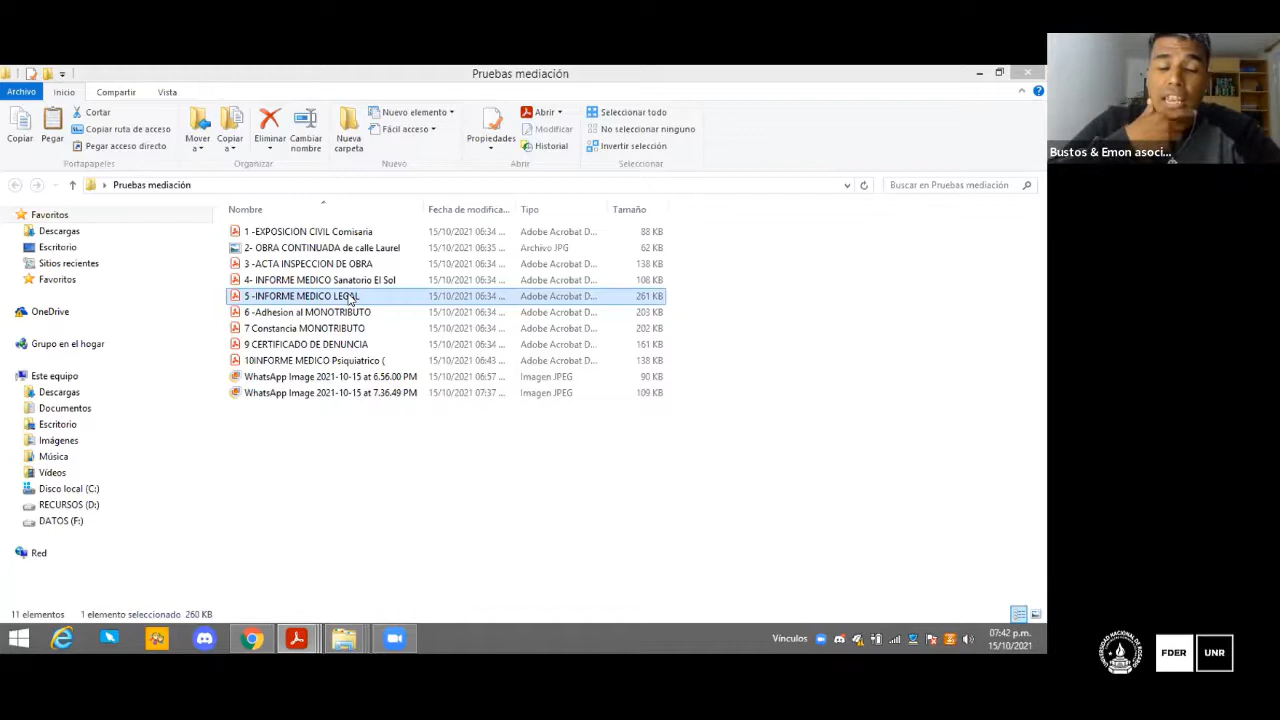 Pruebas mediación
Archivo Inicio Compartir Vista
Copiar
Pegar
Cortar
Copiar ruta de acceso
Pegar acceso directo
Portapapeles
Mover a
Copiar a
Eliminar
Cambiar nombre
Organizar
Nueva carpeta
Nuevo elemento
Fácil acceso
Nuevo
Propiedades
Abrir
Modificar
Historial
Abrir
Seleccionar todo
No seleccionar ninguno
Invertir selección
Seleccionar
Bustos & Emon asoci...
Pruebas mediación
Buscar en Pruebas mediación
Favoritos
Descargas
Escritorio
Sitios recientes
Favoritos
OneDrive
Grupo en el hogar
Este equipo
Descargas
Documentos
Escritorio
Imágenes
Música
Vídeos
Disco local (C:)
RECURSOS (D:)
DATOS (F:)
Red
Nombre Fecha de modifica... Tipo Tamaño
1 -EXPOSICION CIVIL Comisaria 15/10/2021 06:34 ... Adobe Acrobat D... 88 KB
2- OBRA CONTINUADA de calle Laurel 15/10/2021 06:35 ... Archivo JPG 62 KB
3 -ACTA INSPECCION DE OBRA 15/10/2021 06:34 ... Adobe Acrobat D... 138 KB
4- INFORME MEDICO Sanatorio El Sol 15/10/2021 06:34 ... Adobe Acrobat D... 108 KB
5 -INFORME MEDICO LEGAL 15/10/2021 06:34 ... Adobe Acrobat D... 261 KB
6 -Adhesion al MONOTRIBUTO 15/10/2021 06:34 ... Adobe Acrobat D... 203 KB
7 Constancia MONOTRIBUTO 15/10/2021 06:34 ... Adobe Acrobat D... 202 KB
9 CERTIFICADO DE DENUNCIA 15/10/2021 06:34 ... Adobe Acrobat D... 161 KB
10INFORME MEDICO Psiquiatrico ( 15/10/2021 06:43 ... Adobe Acrobat D... 138 KB
WhatsApp Image 2021-10-15 at 6.56.00 PM 15/10/2021 06:57 ... Imagen JPEG 90 KB
WhatsApp Image 2021-10-15 at 7.36.49 PM 15/10/2021 07:37 ... Imagen JPEG 109 KB
11 elementos 1 elemento seleccionado 260 KB
Vínculos
07:42 p.m.
15/10/2021
FDER UNR